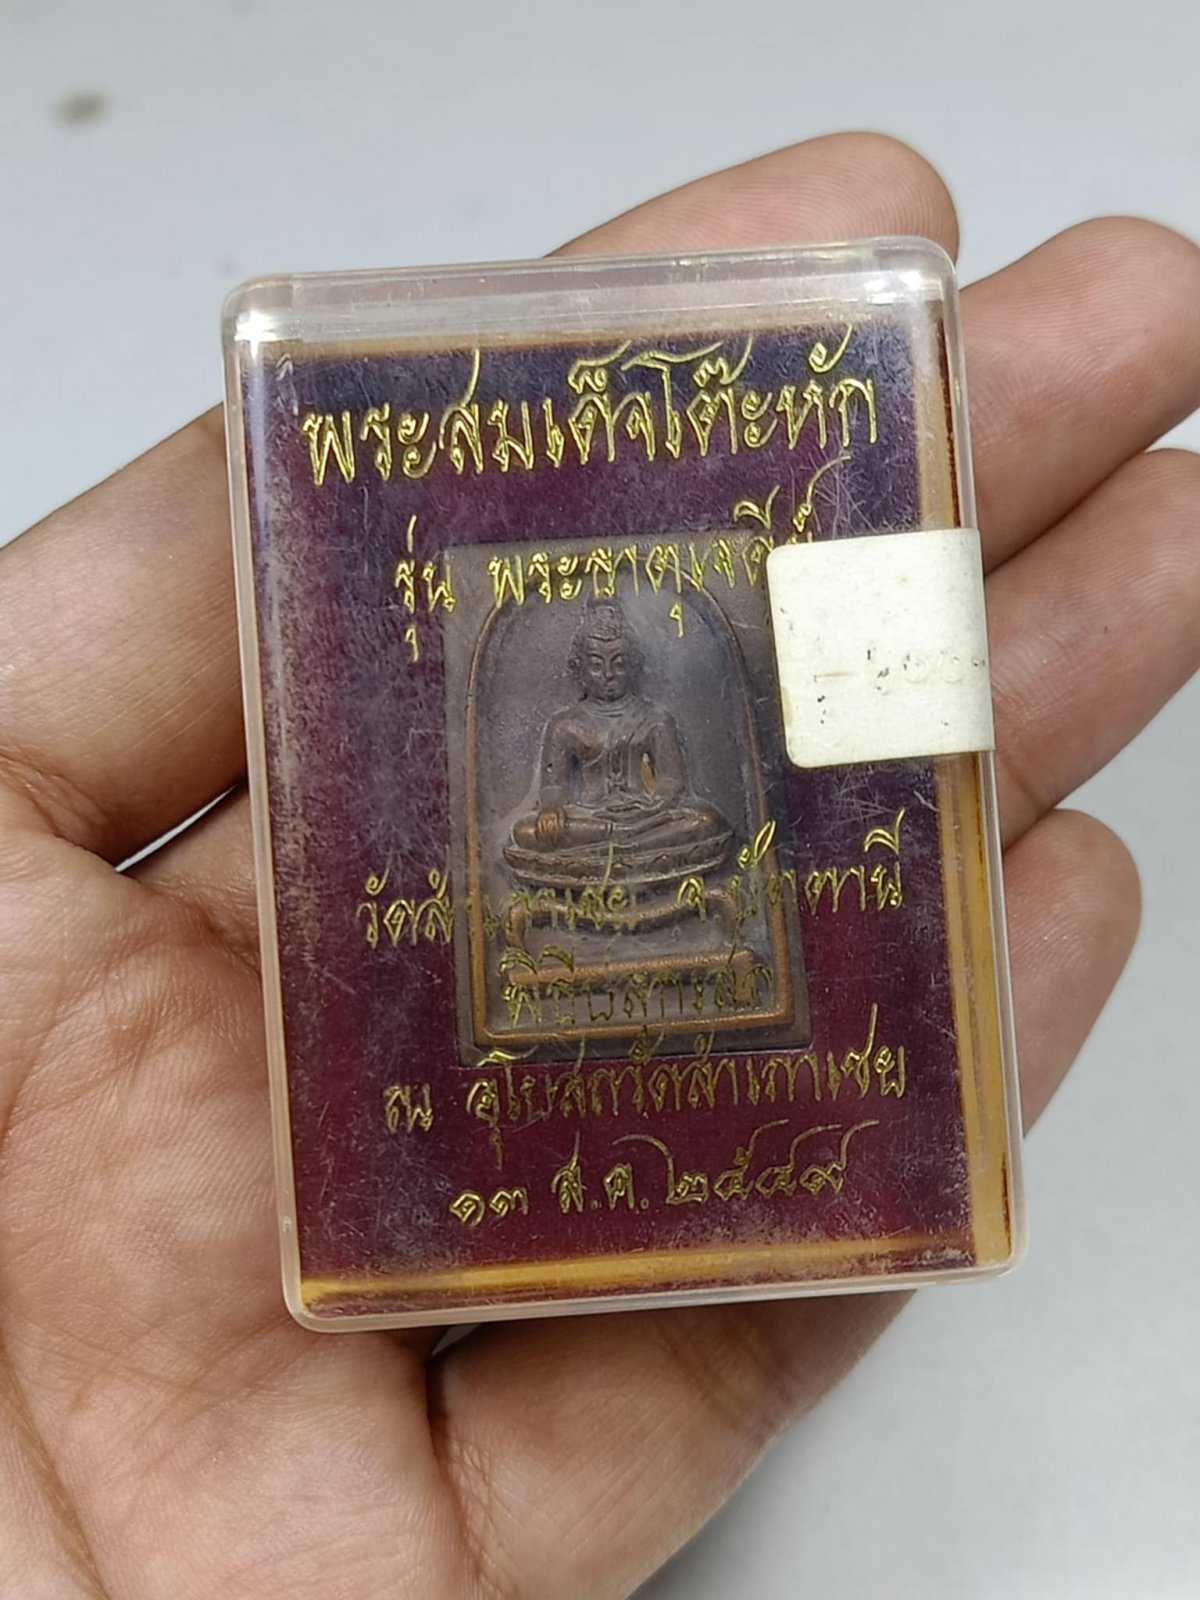 พระสมเด็จโต๊ะหัก
รุ่น พระธาตุเจดีย์
วัดสำเภาเชย จ.ปัตตานี
พิธีพุทธาภิเษก
ณ อุโบสถวัดสำเภาเชย
๑๓ ส.ค. ๒๕๔๙